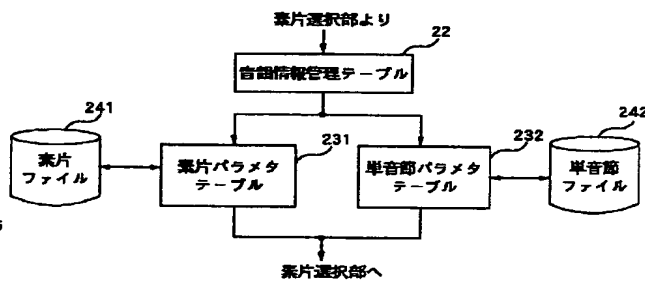 素片選択部より
22
音韻情報管理テーブル
241
素片
ファイル
素片パラメタ
テーブル
231
単音節パラメタ
テーブル
232
242
単音節
ファイル
素片選択部へ